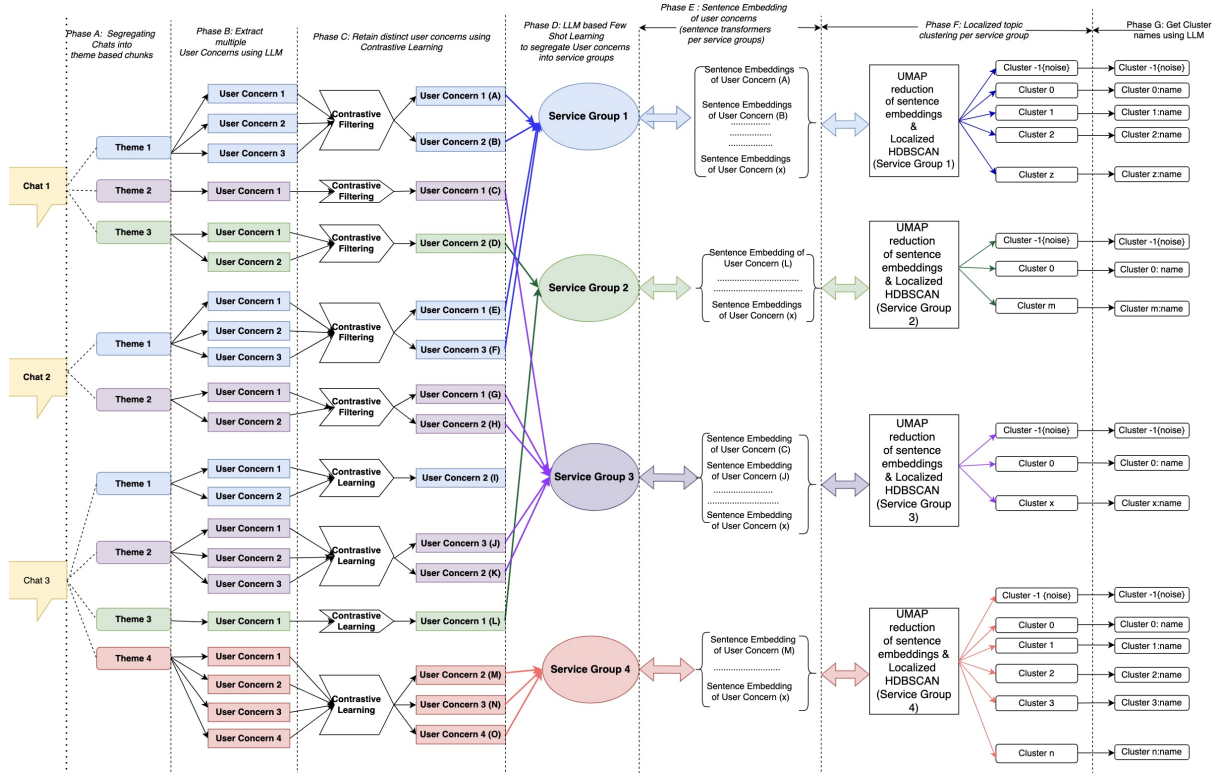 Phase A: Segregating
Chats into
theme based chunks
Phase B: Extract
multiple
User Concerns using LLM
Phase C: Retain distinct user concerns using
Contrastive Learning
Phase D: LLM based Few
Shot Learning
to segregate User concerns
into service groups
Phase E : Sentence Embedding
of user concerns
(sentence transformers
per service groups)
Phase F: Localized topic
clustering per service group
Phase G: Get Cluster
names using LLM
Chat 1
Theme 1
Theme 2
Theme 3
User Concern 1
User Concern 2
User Concern 3
User Concern 1
User Concern 1
User Concern 2
Contrastive
Filtering
Contrastive
Filtering
Contrastive
Filtering
User Concern 1 (A)
User Concern 2 (B)
User Concern 1 (C)
User Concern 2 (D)
Chat 2
Theme 1
Theme 2
User Concern 1
User Concern 2
User Concern 3
User Concern 1
User Concern 2
Contrastive
Filtering
Contrastive
Filtering
User Concern 1 (E)
User Concern 3 (F)
User Concern 1 (G)
User Concern 2 (H)
Chat 3
Theme 1
Theme 2
Theme 3
Theme 4
User Concern 1
User Concern 2
User Concern 1
User Concern 2
User Concern 3
User Concern 1
User Concern 1
User Concern 2
User Concern 3
User Concern 4
Contrastive
Learning
Contrastive
Learning
Contrastive
Learning
Contrastive
Learning
User Concern 2 (I)
User Concern 3 (J)
User Concern 2 (K)
User Concern 1 (L)
User Concern 2 (M)
User Concern 3 (N)
User Concern 4 (O)
Service Group 1
Sentence Embeddings
of User Concern (A)
Sentence Embeddings
of User Concern (B)
..................
..................
..................
Sentence Embeddings
of User Concern (x)
UMAP
reduction
of sentence
embeddings
&
Localized
HDBSCAN
(Service Group 1)
Cluster -1{noise}
Cluster 0
Cluster 1
Cluster 2
Cluster z
Cluster -1{noise}
Cluster 0:name
Cluster 1:name
Cluster 2:name
Cluster z:name
Service Group 2
Sentence Embedding of
User Concern (L)
..............................
..............................
Sentence Embeddings
of User Concern (x)
UMAP
reduction
of sentence
embeddings
& Localized
HDBSCAN
(Service Group
2)
Cluster -1{noise}
Cluster 0
Cluster m
Cluster -1{noise}
Cluster 0: name
Cluster m:name
Service Group 3
Sentence Embedding
of User Concern (C)
Sentence Embedding
of User Concern (J)
........................
........................
Sentence Embedding
of User Concern (x)
UMAP
reduction
of sentence
embeddings
& Localized
HDBSCAN
(Service Group
3)
Cluster -1{noise}
Cluster 0
Cluster x
Cluster -1{noise}
Cluster 0: name
Cluster x:name
Service Group 4
Sentence Embedding
of User Concern (M)
........................
Sentence Embedding
of User Concern (x)
UMAP
reduction
of sentence
embeddings &
Localized
HDBSCAN
(Service Group
4)
Cluster -1 {noise}
Cluster 0
Cluster 1
Cluster 2
Cluster 3
Cluster n
Cluster -1{noise}
Cluster 0: name
Cluster 1:name
Cluster 2:name
Cluster 3:name
Cluster n:name